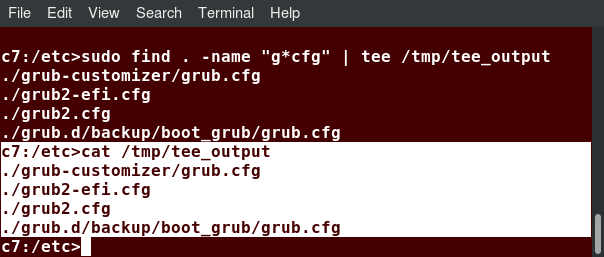 File Edit View Search Terminal Help
c7:/etc>sudo find . -name "g*cfg" | tee /tmp/tee_output
./grub-customizer/grub.cfg
./grub2-efi.cfg
./grub2.cfg
./grub.d/backup/boot_grub/grub.cfg
c7:/etc>cat /tmp/tee_output
./grub-customizer/grub.cfg
./grub2-efi.cfg
./grub2.cfg
./grub.d/backup/boot_grub/grub.cfg
c7:/etc>